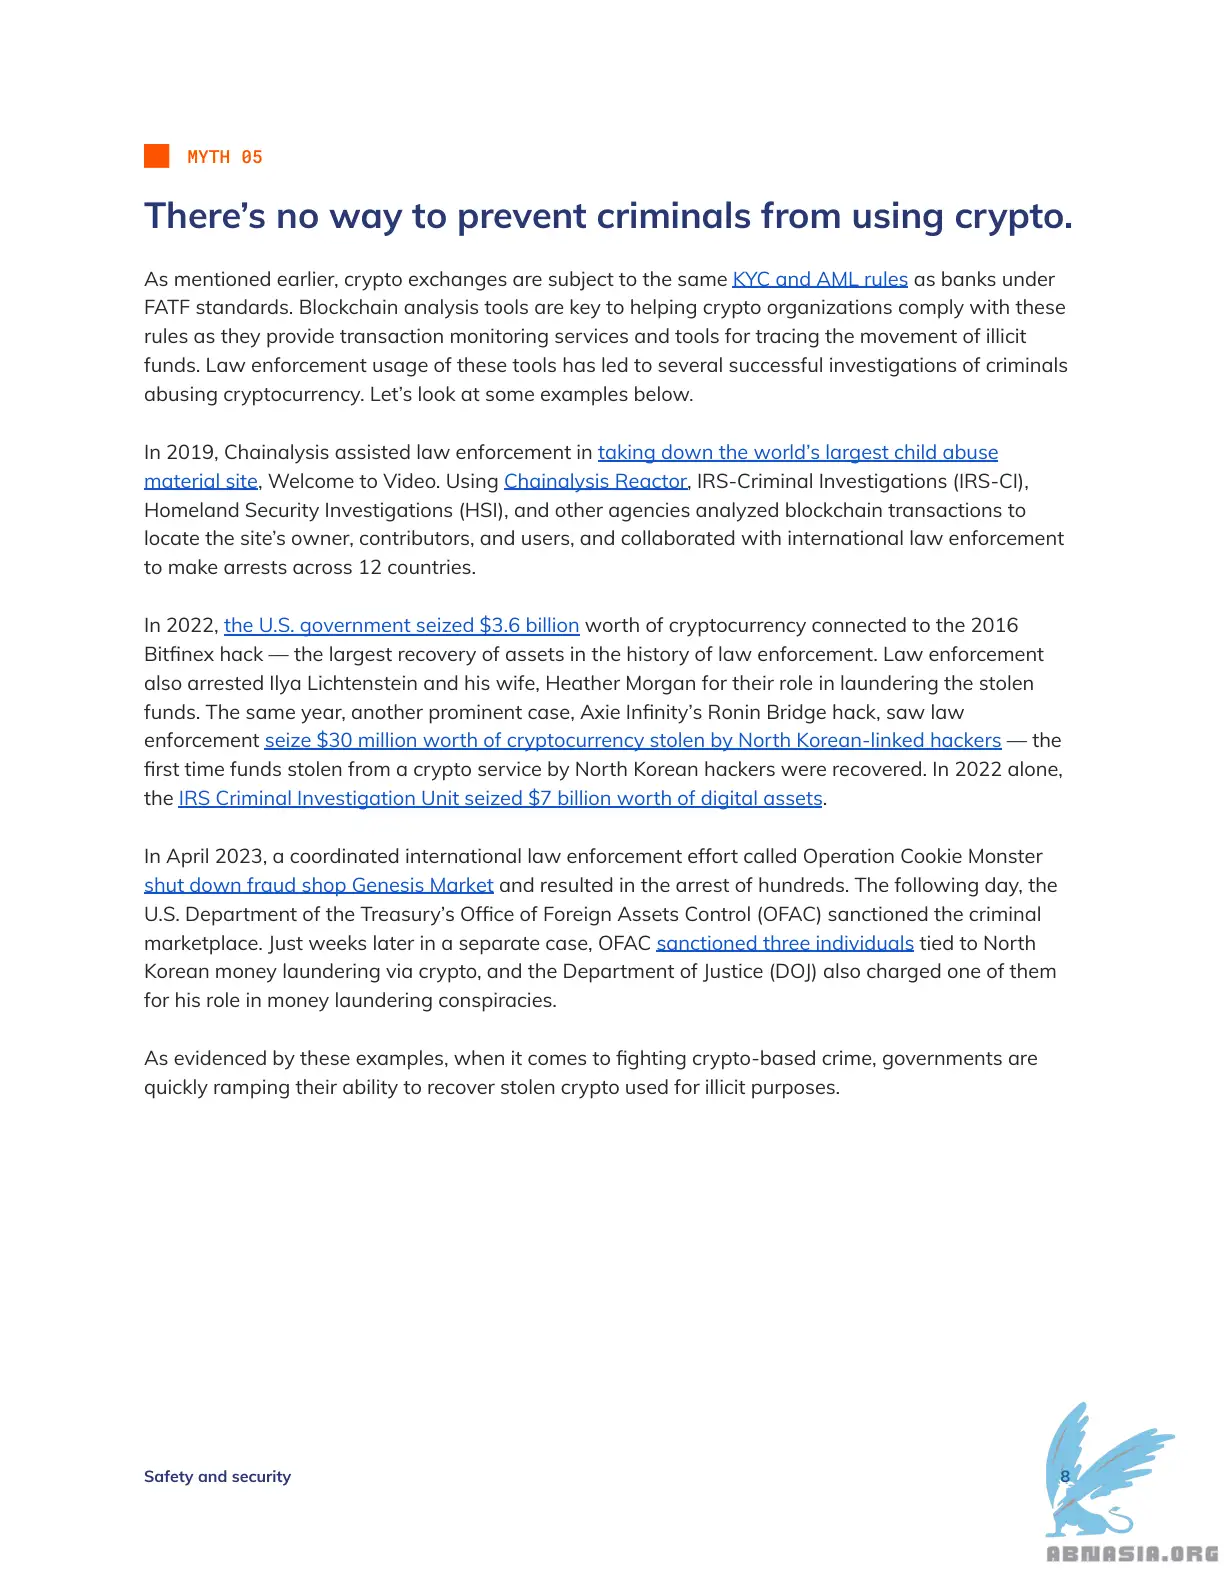 MYTH 05
There’s no way to prevent criminals from using crypto.
As mentioned earlier, crypto exchanges are subject to the same KYC and AML rules as banks under
FATF standards. Blockchain analysis tools are key to helping crypto organizations comply with these
rules as they provide transaction monitoring services and tools for tracing the movement of illicit
funds. Law enforcement usage of these tools has led to several successful investigations of criminals
abusing cryptocurrency. Let’s look at some examples below.
In 2019, Chainalysis assisted law enforcement in taking down the world’s largest child abuse
material site, Welcome to Video. Using Chainalysis Reactor, IRS-Criminal Investigations (IRS-CI),
Homeland Security Investigations (HSI), and other agencies analyzed blockchain transactions to
locate the site’s owner, contributors, and users, and collaborated with international law enforcement
to make arrests across 12 countries.
In 2022, the U.S. government seized $3.6 billion worth of cryptocurrency connected to the 2016
Bitfinex hack — the largest recovery of assets in the history of law enforcement. Law enforcement
also arrested Ilya Lichtenstein and his wife, Heather Morgan for their role in laundering the stolen
funds. The same year, another prominent case, Axie Infinity’s Ronin Bridge hack, saw law
enforcement seize $30 million worth of cryptocurrency stolen by North Korean-linked hackers — the
first time funds stolen from a crypto service by North Korean hackers were recovered. In 2022 alone,
the IRS Criminal Investigation Unit seized $7 billion worth of digital assets.
In April 2023, a coordinated international law enforcement effort called Operation Cookie Monster
shut down fraud shop Genesis Market and resulted in the arrest of hundreds. The following day, the
U.S. Department of the Treasury’s Office of Foreign Assets Control (OFAC) sanctioned the criminal
marketplace. Just weeks later in a separate case, OFAC sanctioned three individuals tied to North
Korean money laundering via crypto, and the Department of Justice (DOJ) also charged one of them
for his role in money laundering conspiracies.
As evidenced by these examples, when it comes to fighting crypto-based crime, governments are
quickly ramping their ability to recover stolen crypto used for illicit purposes.
Safety and security
8
ABNASIA.ORG